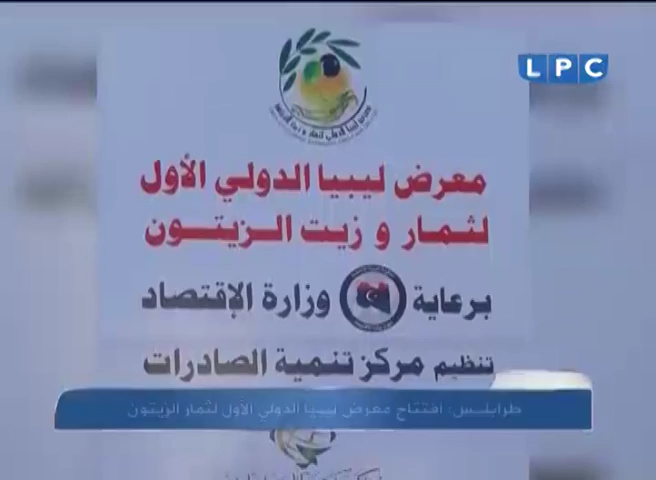 LPC
معرض ليبيا الدولي الأول
لثمار و زيت الزيتون
برعاية وزارة الإقتصاد
تنظيم مركز تنمية الصادرات
طرابلس: افتتاح معرض ليبيا الدولي الأول لثمار الزيتون